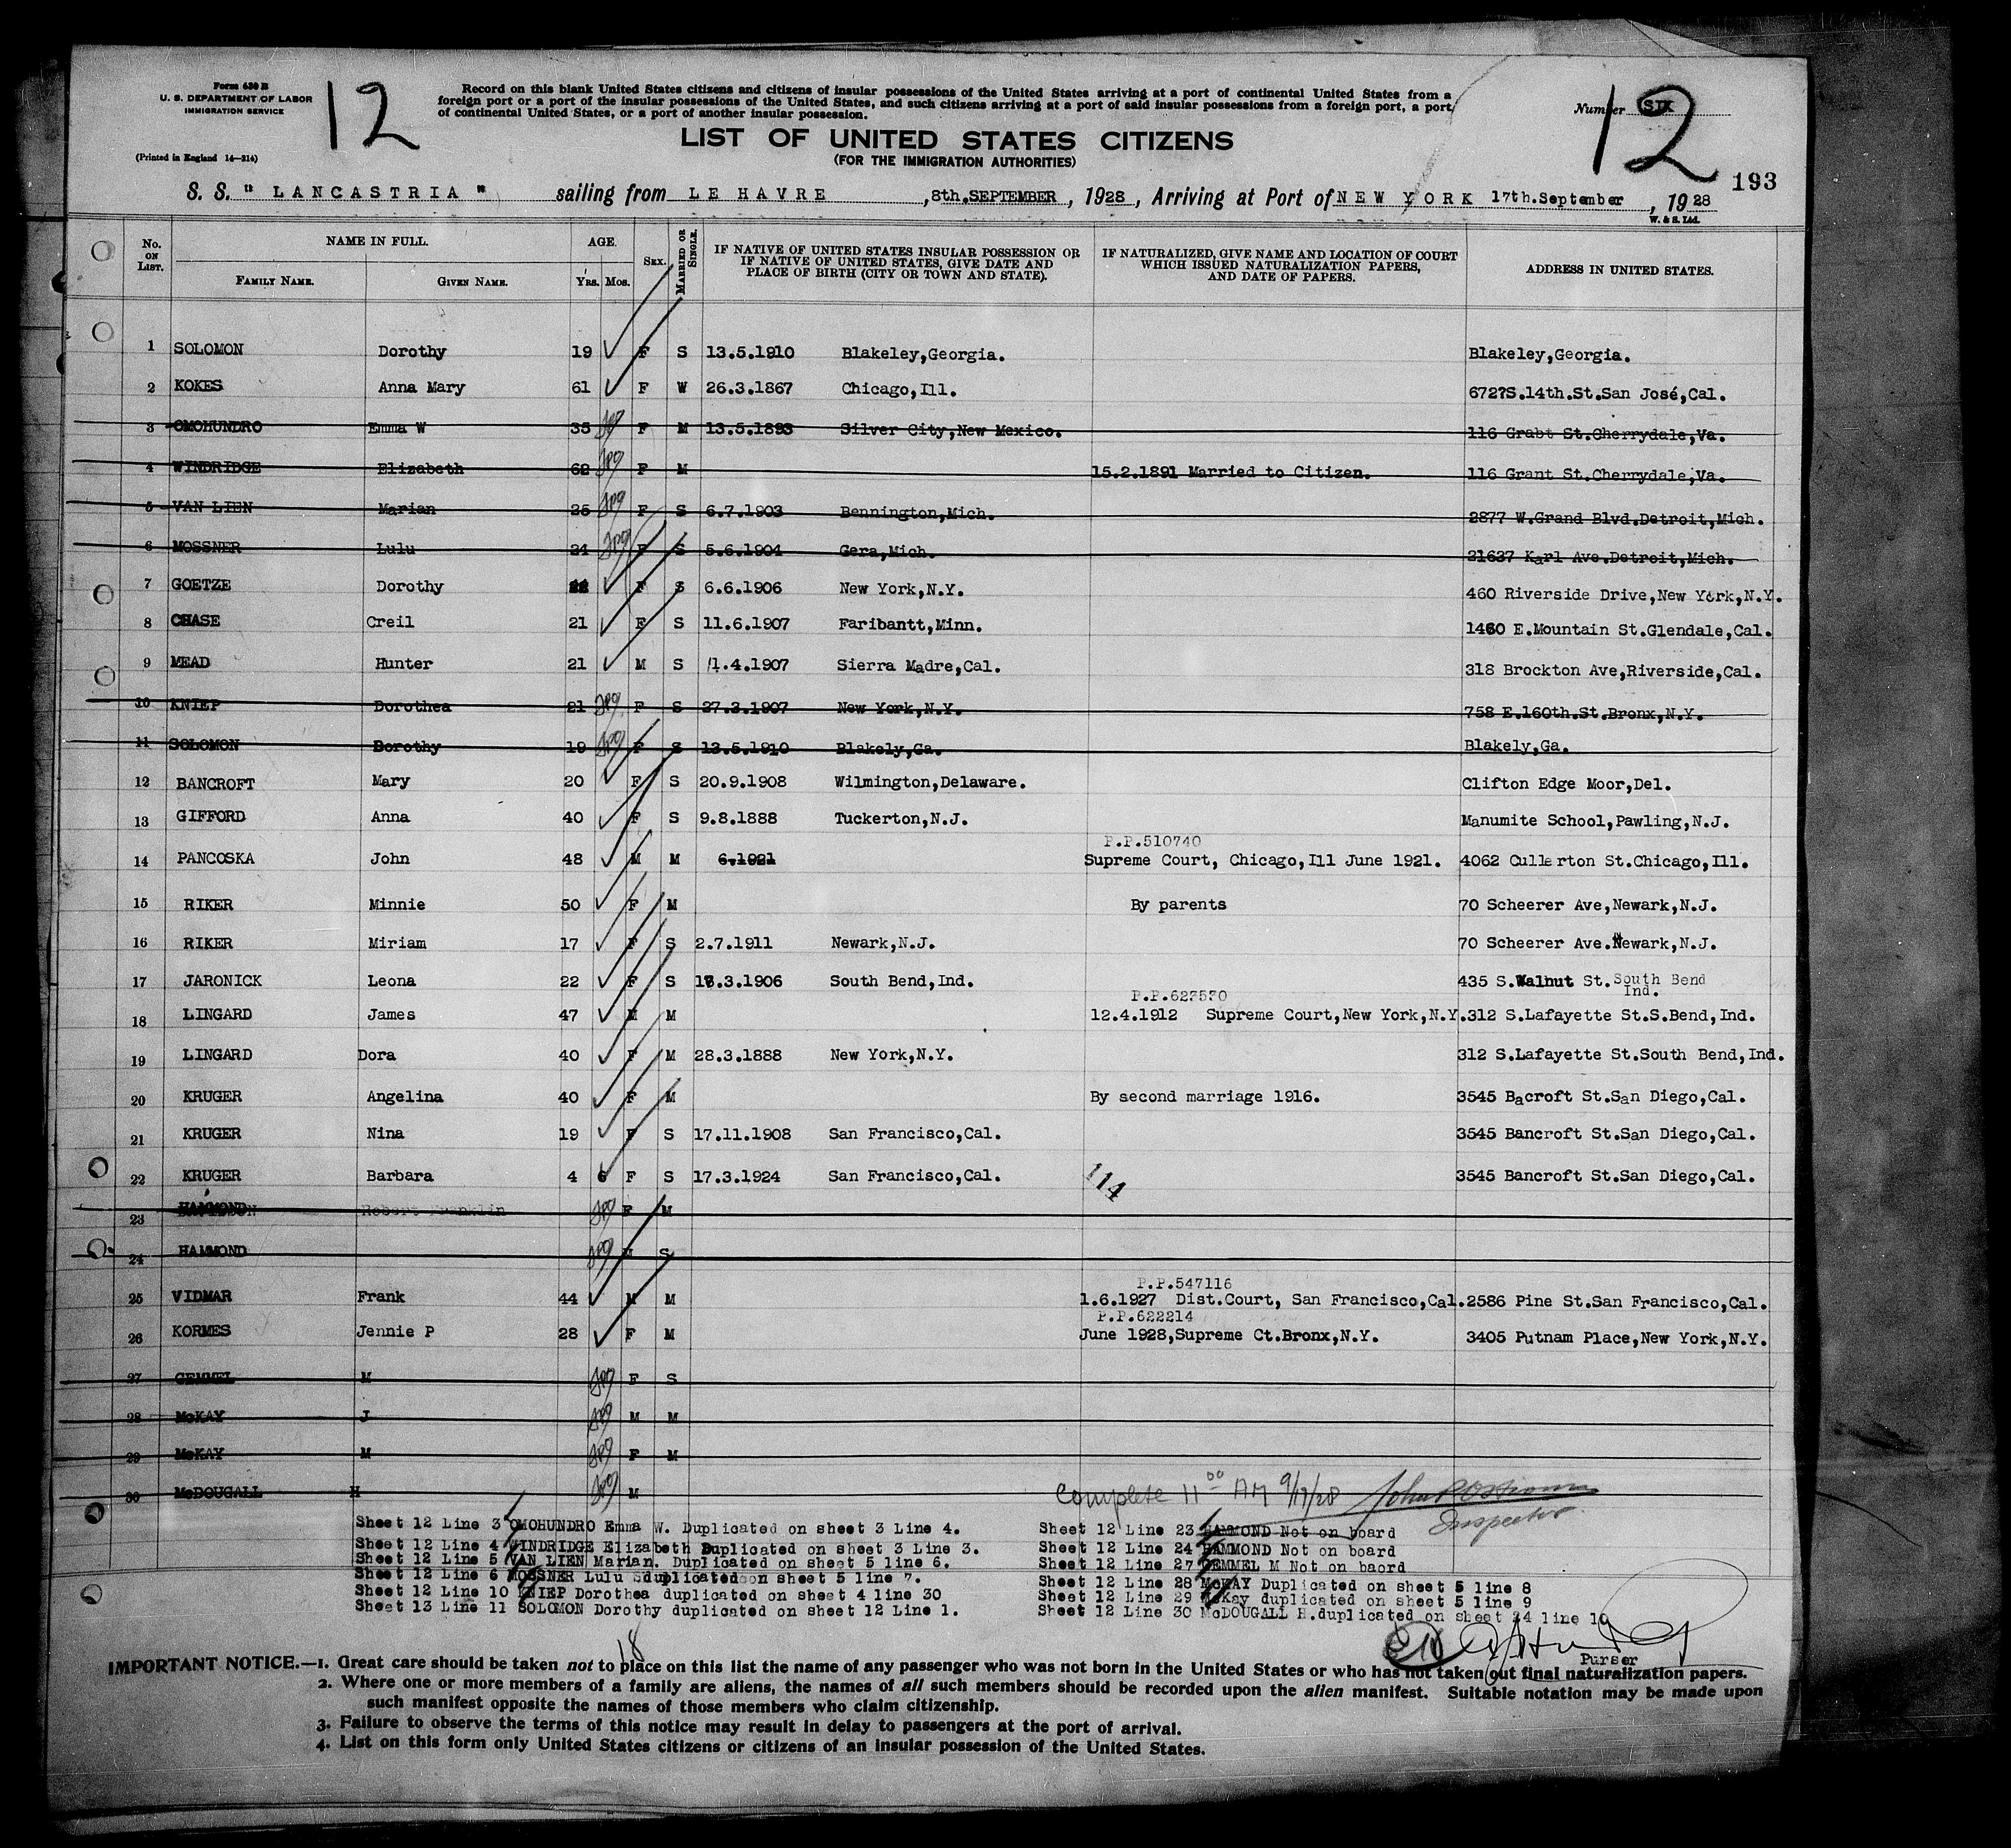 Form 630 B
U. S. DEPARTMENT OF LABOR
IMMIGRATION SERVICE
(Printed in England 14—214)
12
Record on this blank United States citizens and citizens of insular possessions of the United States arriving at a port of continental United States from a
foreign port or a port of the insular possessions of the United States, and such citizens arriving at a port of said insular possessions from a foreign port, a port
of continental United States, or a port of another insular possession.
LIST OF UNITED STATES CITIZENS
(FOR THE IMMIGRATION AUTHORITIES)
Number SIX
12
193
S. S. " LANCASTRIA " sailing from LE HAVRE ,8th.SEPTEMBER , 1928 , Arriving at Port of NEW YORK 17th.September , 1928
W. & S. Ltd.
No. ON LIST. NAME IN FULL. FAMILY NAME. GIVEN NAME. AGE. YRS. MOS. SEX. MARRIED OR SINGLE. IF NATIVE OF UNITED STATES INSULAR POSSESSION OR IF NATIVE OF UNITED STATES, GIVE DATE AND PLACE OF BIRTH (CITY OR TOWN AND STATE). IF NATURALIZED, GIVE NAME AND LOCATION OF COURT WHICH ISSUED NATURALIZATION PAPERS, AND DATE OF PAPERS. ADDRESS IN UNITED STATES.
1 SOLOMON Dorothy 19 F S 13.5.1910 Blakeley,Georgia. Blakeley,Georgia.
2 KOKES Anna Mary 61 F W 26.3.1867 Chicago,Ill. 672?S.14th.St.San José,Cal.
3 OMOHUNDRO Emma W 35 F M 13.5.1893 Silver City,New Mexico. 116 Grabt St.Cherrydale,Va.
4 WINDRIDGE Elizabeth 62 F M 15.2.1891 Married to Citizen. 116 Grant St.Cherrydale,Va.
5 VAN LIEN Marian 25 F S 6.7.1903 Bennington,Mich. 2877 W.Grand Blvd.Detroit,Mich.
6 MOSSNER Lulu 24 F S 5.6.1904 Gera,Mich. 21637 Karl Ave.Detroit,Mich.
7 GOETZE Dorothy 22 F S 6.6.1906 New York,N.Y. 460 Riverside Drive,New York,N.Y.
8 CHASE Creil 21 F S 11.6.1907 Faribantt,Minn. 1460 E.Mountain St.Glendale,Cal.
9 MEAD Hunter 21 M S 1.4.1907 Sierra Madre,Cal. 318 Brockton Ave,Riverside,Cal.
10 KNIEP Dorothea 21 F S 27.3.1907 New York,N.Y. 758 E.160th.St.Bronx,N.Y.
11 SOLOMON Dorothy 19 F S 13.5.1910 Blakely,Ga. Blakely,Ga.
12 BANCROFT Mary 20 F S 20.9.1908 Wilmington,Delaware. Clifton Edge Moor,Del.
13 GIFFORD Anna 40 F S 9.8.1888 Tuckerton,N.J. Manumite School,Pawling,N.J.
P.P.510740
14 PANCOSKA John 48 M M 6.1921 Supreme Court, Chicago,Ill June 1921. 4062 Cullerton St.Chicago,Ill.
15 RIKER Minnie 50 F M By parents 70 Scheerer Ave,Newark,N.J.
16 RIKER Miriam 17 F S 2.7.1911 Newark,N.J. 70 Scheerer Ave.Newark,N.J.
17 JARONICK Leona 22 F S 18.3.1906 South Bend,Ind. 435 S.Walnut St.South Bend
Ind.
P.P.623530
18 LINGARD James 47 M M 12.4.1912 Supreme Court,New York,N.Y. 312 S.Lafayette St.S.Bend,Ind.
19 LINGARD Dora 40 F M 28.3.1888 New York,N.Y. 312 S.Lafayette St.South Bend,Ind.
20 KRUGER Angelina 40 F M By second marriage 1916. 3545 Bacroft St.San Diego,Cal.
21 KRUGER Nina 19 F S 17.11.1908 San Francisco,Cal. 3545 Bancroft St.San Diego,Cal.
22 KRUGER Barbara 4 6 F S 17.3.1924 San Francisco,Cal. 114 3545 Bancroft St.San Diego,Cal.
23 HAMMOND Robert Franklin F M
24 HAMMOND M S
P.P.547116
25 VIDMAR Frank 44 M M 1.6.1927 Dist.Court, San Francisco,Cal. 2586 Pine St.San Francisco,Cal.
P.P.622214
26 KORMES Jennie P 28 F M June 1928,Supreme Ct.Bronx,N.Y. 3405 Putnam Place,New York,N.Y.
27 GEMMEL M F S
28 McKAY J M M
29 McKAY M F M
30 McDOUGALL H M
Complete 11 00 AM 9/17/28
Inspector
Sheet 12 Line 3 OMOHUNDRO Emma W. Duplicated on sheet 3 Line 4.
Sheet 12 Line 4 WINDRIDGE Elizabeth Duplicated on sheet 3 Line 3.
Sheet 12 Line 5 VAN LIEN Marian. Duplicated on sheet 5 line 6.
Sheet 12 Line 6 MOSSNER Lulu Sduplicated on sheet 5 line 7.
Sheet 12 Line 10 KNIEP Dorothea duplicated on sheet 4 line 30
Sheet 13 Line 11 SOLOMON Dorothy duplicated on sheet 12 Line 1.
Sheet 12 Line 23 HAMMOND Not on board
Sheet 12 Line 24 HAMMOND Not on board
Sheet 12 Line 27 GEMMEL M Not on baord
Sheet 12 Line 28 McKAY Duplicated on sheet 5 line 8
Sheet 12 Line 29 McKay duplicated on sheet 5 line 9
Sheet 12 Line 30 McDOUGALL H.duplicated on sheet 24 line 19
18
Purser
IMPORTANT NOTICE.—1. Great care should be taken not to place on this list the name of any passenger who was not born in the United States or who has not taken out final naturalization papers.
2. Where one or more members of a family are aliens, the names of all such members should be recorded upon the alien manifest. Suitable notation may be made upon
such manifest opposite the names of those members who claim citizenship.
3. Failure to observe the terms of this notice may result in delay to passengers at the port of arrival.
4. List on this form only United States citizens or citizens of an insular possession of the United States.